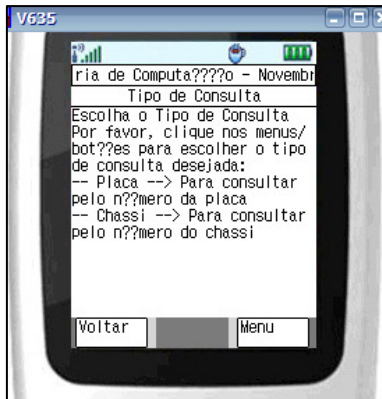 V635
ria de Computa????o - Novembr
Tipo de Consulta
Escolha o Tipo de Consulta
Por favor, clique nos menus/
bot??es para escolher o tipo
de consulta desejada:
-- Placa --> Para consultar
pelo n??mero da placa
-- Chassi --> Para consultar
pelo n??mero do chassi
Voltar
Menu